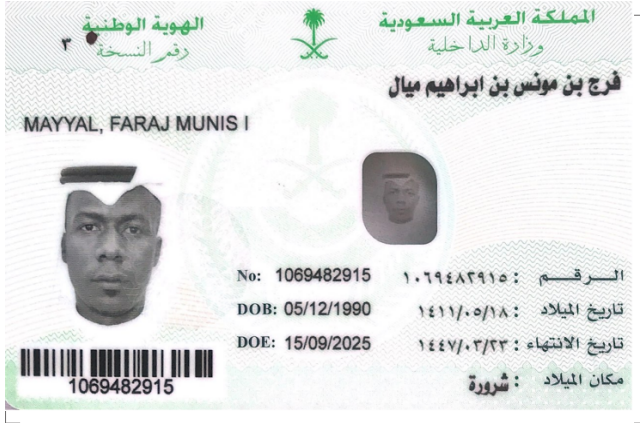 المملكة العربية السعودية
وزارة الداخلية
الهوية الوطنية
رقم النسخة ٣
فرج بن مونس بن ابراهيم ميال
MAYYAL, FARAJ MUNIS I
No: 1069482915 الـرقـم : ١٠٦٩٤٨٢٩١٥
DOB: 05/12/1990 تاريخ الميلاد : ١٤١١/٠٥/١٨
DOE: 15/09/2025 تاريخ الانتهاء : ١٤٤٧/٠٣/٢٣
مكان الميلاد : شرورة
1069482915